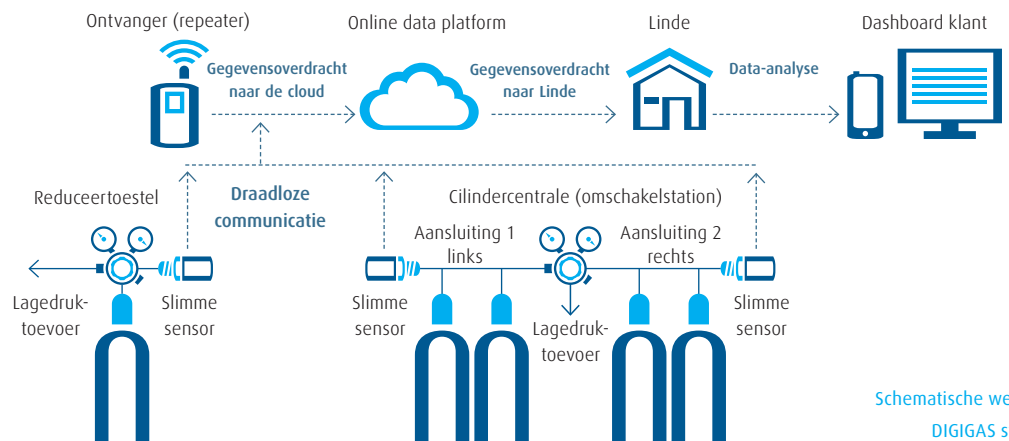 Ontvanger (repeater)
Online data platform
Linde
Dashboard klant
Gegevensoverdracht
naar de cloud
Gegevensoverdracht
naar Linde
Data-analyse
Reduceertoestel
Draadloze
communicatie
Cilindercentrale (omschakelstation)
Aansluiting 1
links
Aansluiting 2
rechts
Lagedruk-
toevoer
Slimme
sensor
Slimme
sensor
Lagedruk-
toevoer
Slimme
sensor
Schematische
DIGIGAS